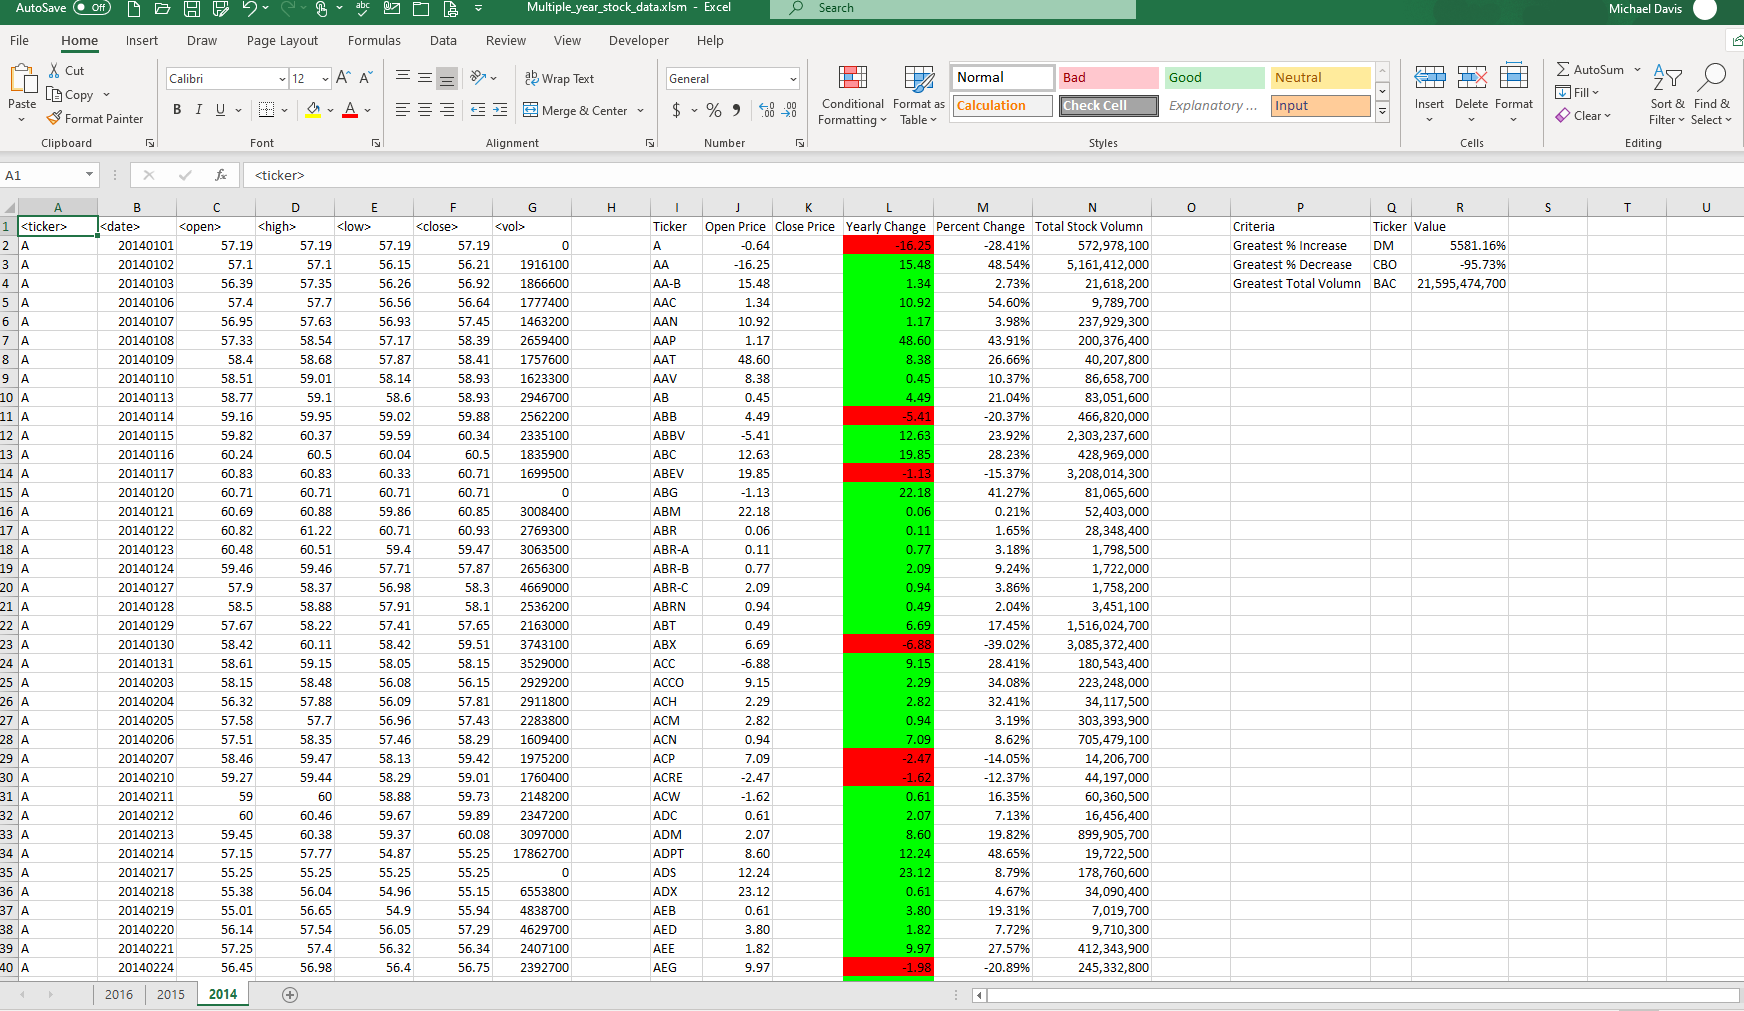 AutoSave Off Multiple_year_stock_data.xlsm - Excel Search Michael Davis
File Home Insert Draw Page Layout Formulas Data Review View Developer Help
Paste Cut Copy Format Painter Clipboard
Calibri 12 B I U Font
Wrap Text Merge & Center Alignment
General $ % Number
Conditional Formatting Format as Table Normal Bad Good Neutral Calculation Check Cell Explanatory ... Input Styles
Insert Delete Format Cells
AutoSum Fill Clear Sort & Filter Find & Select Editing
A1 fx <ticker>
A B C D E F G H I J K L M N O P Q R S T U
1 <ticker> <date> <open> <high> <low> <close> <vol> Ticker Open Price Close Price Yearly Change Percent Change Total Stock Volumn Criteria Ticker Value
2 A 20140101 57.19 57.19 57.19 57.19 0 A -0.64 -16.25 -28.41% 572,978,100 Greatest % Increase DM 5581.16%
3 A 20140102 57.1 57.1 56.15 56.21 1916100 AA -16.25 15.48 48.54% 5,161,412,000 Greatest % Decrease CBO -95.73%
4 A 20140103 56.39 57.35 56.26 56.92 1866600 AA-B 15.48 1.34 2.73% 21,618,200 Greatest Total Volumn BAC 21,595,474,700
5 A 20140106 57.4 57.7 56.56 56.64 1777400 AAC 1.34 10.92 54.60% 9,789,700
6 A 20140107 56.95 57.63 56.93 57.45 1463200 AAN 10.92 1.17 3.98% 237,929,300
7 A 20140108 57.33 58.54 57.17 58.39 2659400 AAP 1.17 48.60 43.91% 200,376,400
8 A 20140109 58.4 58.68 57.87 58.41 1757600 AAT 48.60 8.38 26.66% 40,207,800
9 A 20140110 58.51 59.01 58.14 58.93 1623300 AAV 8.38 0.45 10.37% 86,658,700
10 A 20140113 58.77 59.1 58.6 58.93 2946700 AB 0.45 4.49 21.04% 83,051,600
11 A 20140114 59.16 59.95 59.02 59.88 2562200 ABB 4.49 -5.41 -20.37% 466,820,000
12 A 20140115 59.82 60.37 59.59 60.34 2335100 ABBV -5.41 12.63 23.92% 2,303,237,600
13 A 20140116 60.24 60.5 60.04 60.5 1835900 ABC 12.63 19.85 28.23% 428,969,000
14 A 20140117 60.83 60.83 60.33 60.71 1699500 ABEV 19.85 -1.13 -15.37% 3,208,014,300
15 A 20140120 60.71 60.71 60.71 60.71 0 ABG -1.13 22.18 41.27% 81,065,600
16 A 20140121 60.69 60.88 59.86 60.85 3008400 ABM 22.18 0.06 0.21% 52,403,000
17 A 20140122 60.82 61.22 60.71 60.93 2769300 ABR 0.06 0.11 1.65% 28,348,400
18 A 20140123 60.48 60.51 59.4 59.47 3063500 ABR-A 0.11 0.77 3.18% 1,798,500
19 A 20140124 59.46 59.46 57.71 57.87 2656300 ABR-B 0.77 2.09 9.24% 1,722,000
20 A 20140127 57.9 58.37 56.98 58.3 4669000 ABR-C 2.09 0.94 3.86% 1,758,200
21 A 20140128 58.5 58.88 57.91 58.1 2536200 ABRN 0.94 0.49 2.04% 3,451,100
22 A 20140129 57.67 58.22 57.41 57.65 2163000 ABT 0.49 6.69 17.45% 1,516,024,700
23 A 20140130 58.42 60.11 58.42 59.51 3743100 ABX 6.69 -6.88 -39.02% 3,085,372,400
24 A 20140131 58.61 59.15 58.05 58.15 3529000 ACC -6.88 9.15 28.41% 180,543,400
25 A 20140203 58.15 58.48 56.08 56.15 2929200 ACCO 9.15 2.29 34.08% 223,248,000
26 A 20140204 56.32 57.88 56.09 57.81 2911800 ACH 2.29 2.82 32.41% 34,117,500
27 A 20140205 57.58 57.7 56.96 57.43 2283800 ACM 2.82 0.94 3.19% 303,393,900
28 A 20140206 57.51 58.35 57.46 58.29 1609400 ACN 0.94 7.09 8.62% 705,479,100
29 A 20140207 58.46 59.47 58.13 59.42 1975200 ACP 7.09 -2.47 -14.05% 14,206,700
30 A 20140210 59.27 59.44 58.29 59.01 1760400 ACRE -2.47 -1.62 -12.37% 44,197,000
31 A 20140211 59 60 58.88 59.73 2148200 ACW -1.62 0.61 16.35% 60,360,500
32 A 20140212 60 60.46 59.67 59.89 2347200 ADC 0.61 2.07 7.13% 16,456,400
33 A 20140213 59.45 60.38 59.37 60.08 3097000 ADM 2.07 8.60 19.82% 899,905,700
34 A 20140214 57.15 57.77 54.87 55.25 17862700 ADPT 8.60 12.24 48.65% 19,722,500
35 A 20140217 55.25 55.25 55.25 55.25 0 ADS 12.24 23.12 8.79% 178,760,600
36 A 20140218 55.38 56.04 54.96 55.15 6553800 ADX 23.12 0.61 4.67% 34,090,400
37 A 20140219 55.01 56.65 54.9 55.94 4838700 AEB 0.61 3.80 19.31% 7,019,700
38 A 20140220 56.14 57.54 56.05 57.29 4629700 AED 3.80 1.82 7.72% 9,710,300
39 A 20140221 57.25 57.4 56.32 56.34 2407100 AEE 1.82 9.97 27.57% 412,343,900
40 A 20140224 56.45 56.98 56.4 56.75 2392700 AEG 9.97 -1.98 -20.89% 245,332,800
2016 2015 2014